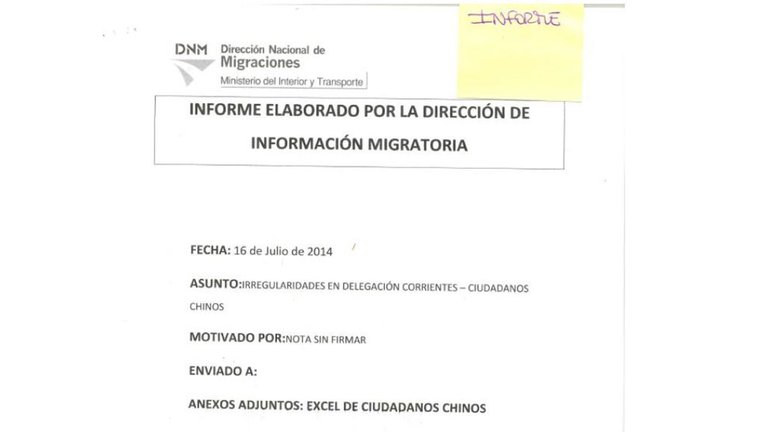 INFORME
DNM Dirección Nacional de
Migraciones
Ministerio del Interior y Transporte
INFORME ELABORADO POR LA DIRECCIÓN DE
INFORMACIÓN MIGRATORIA
FECHA: 16 de Julio de 2014
ASUNTO:IRREGULARIDADES EN DELEGACIÓN CORRIENTES – CIUDADANOS
CHINOS
MOTIVADO POR:NOTA SIN FIRMAR
ENVIADO A:
ANEXOS ADJUNTOS: EXCEL DE CIUDADANOS CHINOS